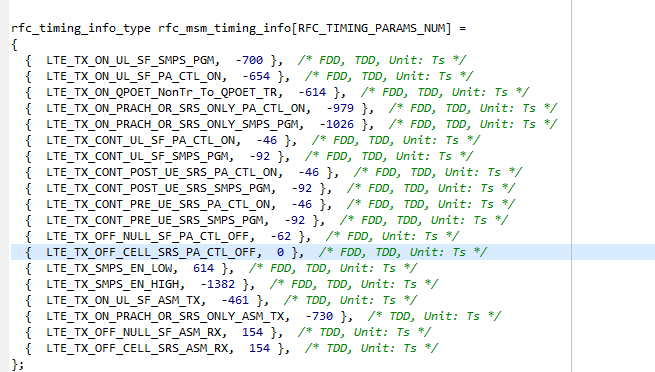 rfc_timing_info_type rfc_msm_timing_info[RFC_TIMING_PARAMS_NUM] =
{
  {  LTE_TX_ON_UL_SF_SMPS_PGM,  -700 },  /* FDD, TDD, Unit: Ts */
  {  LTE_TX_ON_UL_SF_PA_CTL_ON,  -654 },  /* FDD, TDD, Unit: Ts */
  {  LTE_TX_ON_QPOET_NonTr_To_QPOET_TR,  -614 },  /* FDD, TDD, Unit: Ts */
  {  LTE_TX_ON_PRACH_OR_SRS_ONLY_PA_CTL_ON,  -979 },  /* FDD, TDD, Unit: Ts */
  {  LTE_TX_ON_PRACH_OR_SRS_ONLY_SMPS_PGM,  -1026 },  /* FDD, TDD, Unit: Ts */
  {  LTE_TX_CONT_UL_SF_PA_CTL_ON,  -46 },  /* FDD, TDD, Unit: Ts */
  {  LTE_TX_CONT_UL_SF_SMPS_PGM,  -92 },  /* FDD, TDD, Unit: Ts */
  {  LTE_TX_CONT_POST_UE_SRS_PA_CTL_ON,  -46 },  /* FDD, TDD, Unit: Ts */
  {  LTE_TX_CONT_POST_UE_SRS_SMPS_PGM,  -92 },  /* FDD, TDD, Unit: Ts */
  {  LTE_TX_CONT_PRE_UE_SRS_PA_CTL_ON,  -46 },  /* FDD, TDD, Unit: Ts */
  {  LTE_TX_CONT_PRE_UE_SRS_SMPS_PGM,  -92 },  /* FDD, TDD, Unit: Ts */
  {  LTE_TX_OFF_NULL_SF_PA_CTL_OFF,  -62 },  /* FDD, Unit: Ts */
  {  LTE_TX_OFF_CELL_SRS_PA_CTL_OFF,  0 },  /* FDD, TDD, Unit: Ts */
  {  LTE_TX_SMPS_EN_LOW,  614 },  /* FDD, TDD, Unit: Ts */
  {  LTE_TX_SMPS_EN_HIGH,  -1382 },  /* FDD, TDD, Unit: Ts */
  {  LTE_TX_ON_UL_SF_ASM_TX,  -461 },  /* TDD, Unit: Ts */
  {  LTE_TX_ON_PRACH_OR_SRS_ONLY_ASM_TX,  -730 },  /* TDD, Unit: Ts */
  {  LTE_TX_OFF_NULL_SF_ASM_RX,  154 },  /* TDD, Unit: Ts */
  {  LTE_TX_OFF_CELL_SRS_ASM_RX,  154 },  /* TDD, Unit: Ts */
};